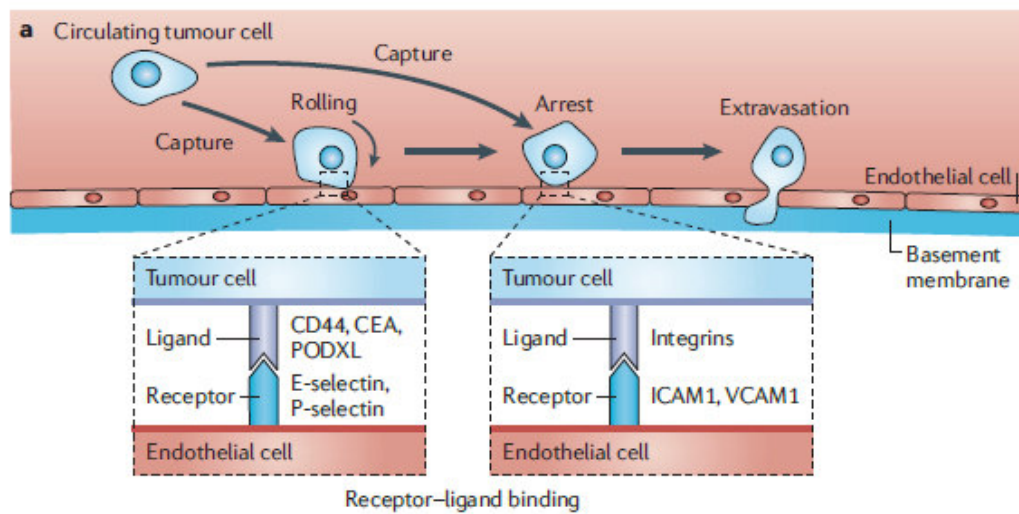 a Circulating tumour cell
Capture
Rolling
Arrest
Extravasation
Capture
Endothelial cell
Basement
membrane
Tumour cell
Ligand
CD44, CEA,
PODXL
Receptor
E-selectin,
P-selectin
Endothelial cell
Tumour cell
Ligand
Integrins
Receptor
ICAM1, VCAM1
Endothelial cell
Receptor–ligand binding